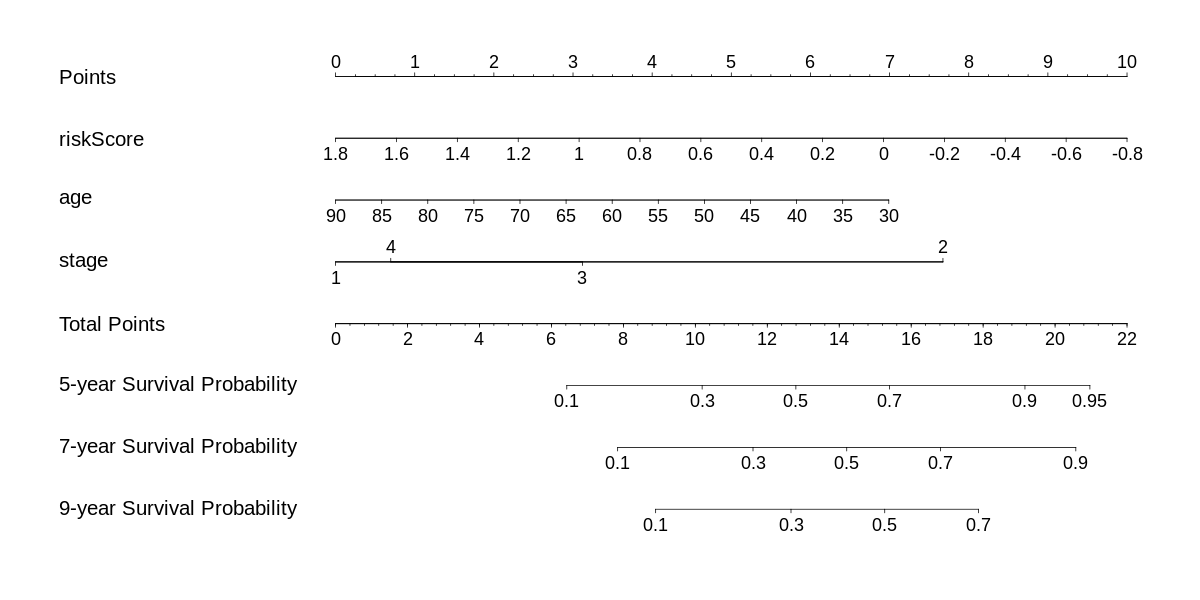 Points 0 1 2 3 4 5 6 7 8 9 10
riskScore 1.8 1.6 1.4 1.2 1 0.8 0.6 0.4 0.2 0 -0.2 -0.4 -0.6 -0.8
age 90 85 80 75 70 65 60 55 50 45 40 35 30
4 2
stage
1 3
Total Points 0 2 4 6 8 10 12 14 16 18 20 22
5-year Survival Probability 0.1 0.3 0.5 0.7 0.9 0.95
7-year Survival Probability 0.1 0.3 0.5 0.7 0.9
9-year Survival Probability 0.1 0.3 0.5 0.7